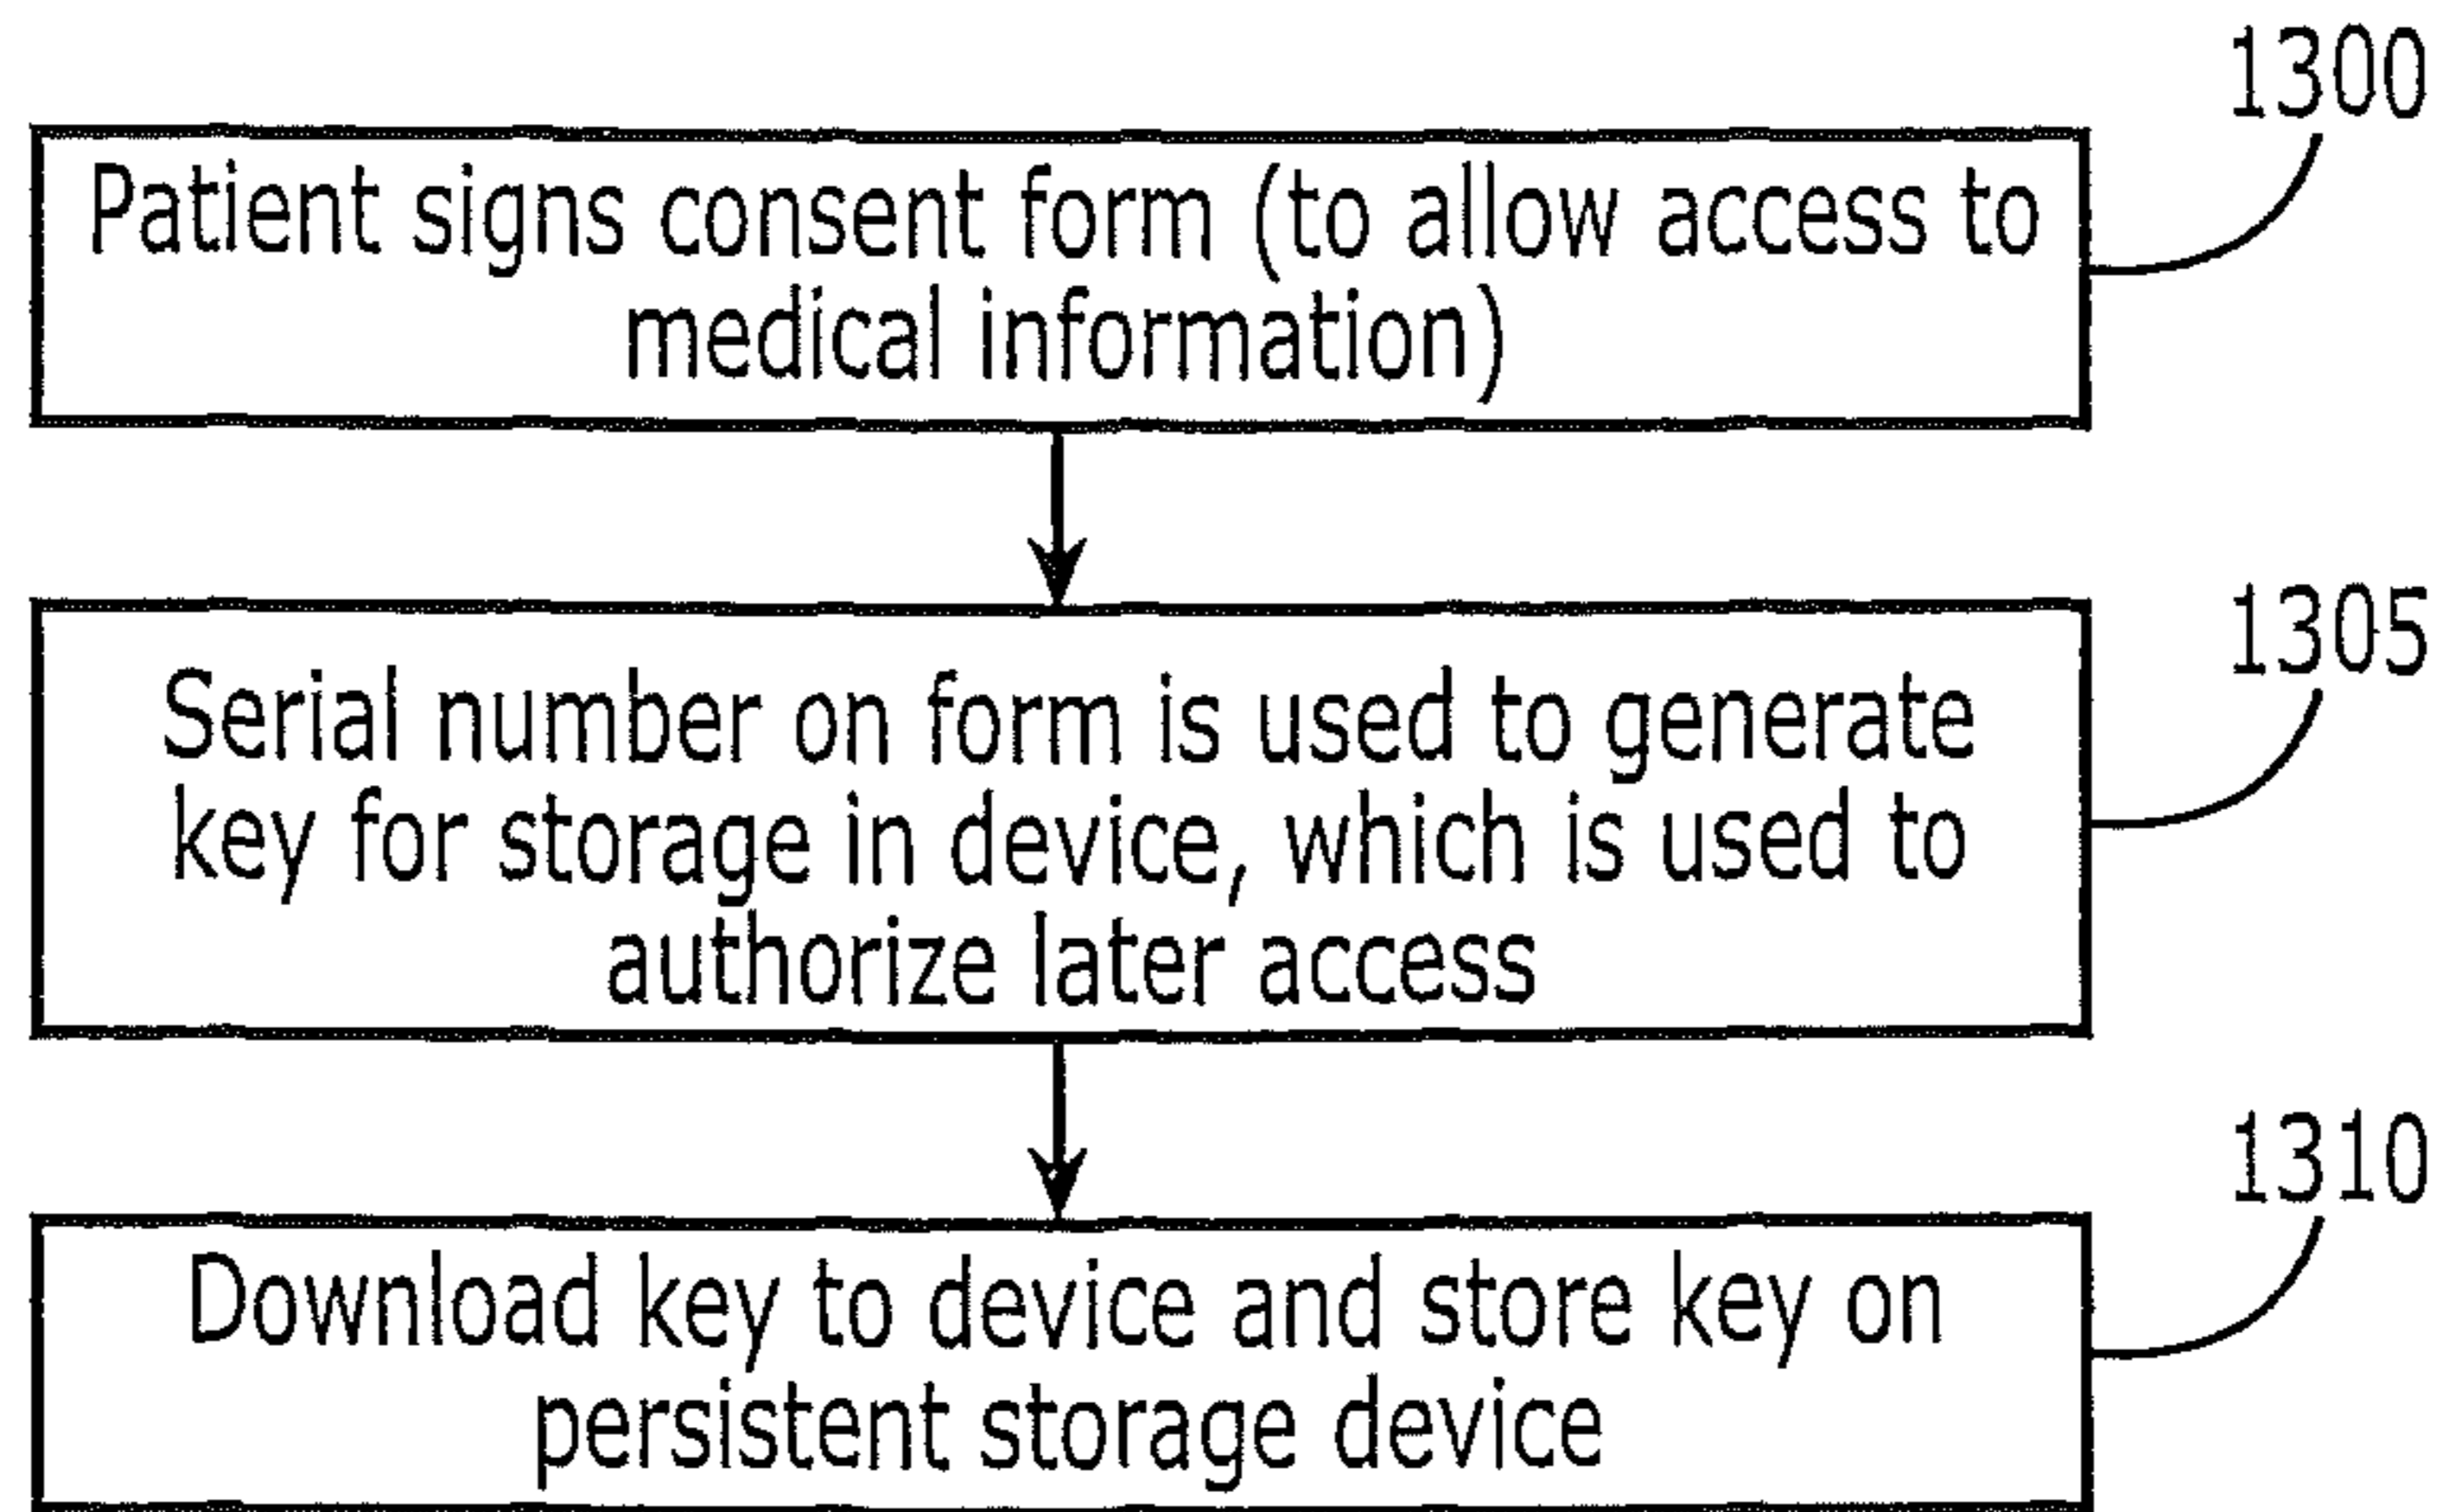 1300
Patient signs consent form (to allow access to
medical information)
1305
Serial number on form is used to generate
key for storage in device, which is used to
authorize later access
1310
Download key to device and store key on
persistent storage device